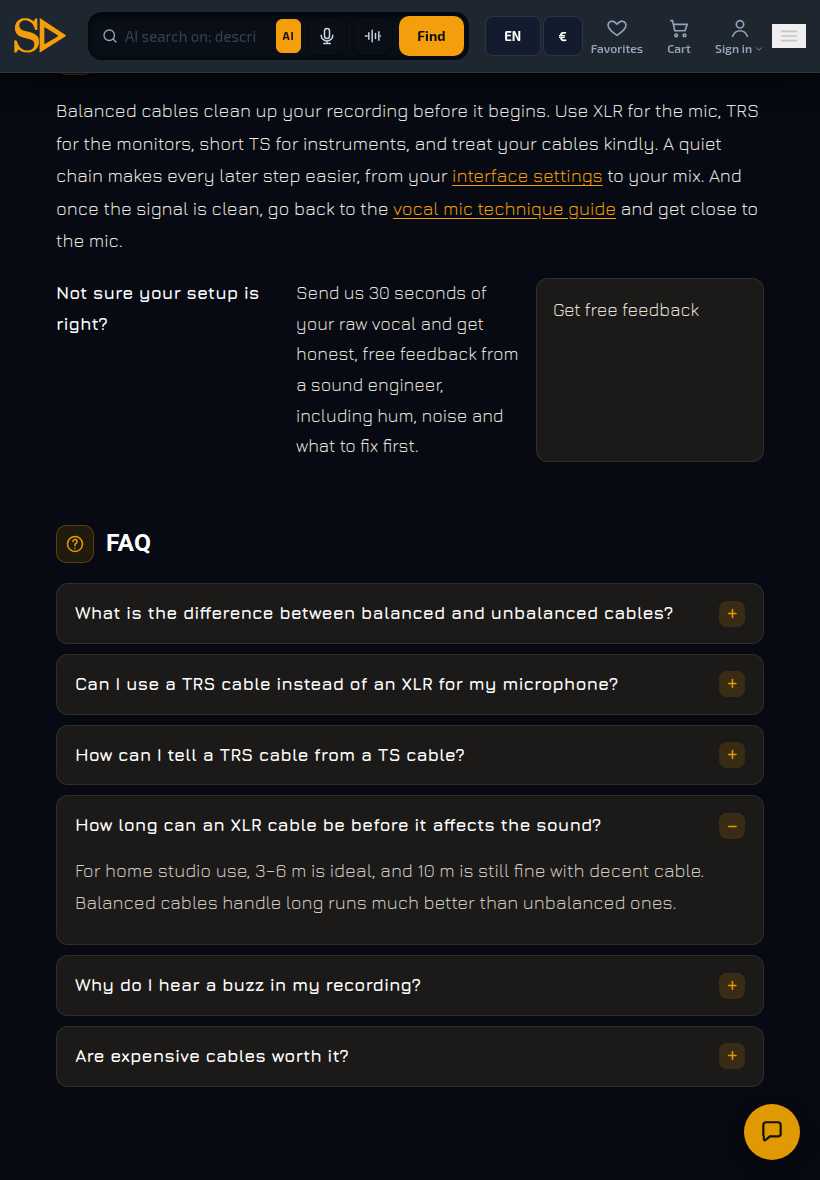 SD
AI search on: descri
AI
Find
EN
€
Favorites
Cart
Sign in
Balanced cables clean up your recording before it begins. Use XLR for the mic, TRS
for the monitors, short TS for instruments, and treat your cables kindly. A quiet
chain makes every later step easier, from your interface settings to your mix. And
once the signal is clean, go back to the vocal mic technique guide and get close to
the mic.
Not sure your setup is
right?
Send us 30 seconds of
your raw vocal and get
honest, free feedback from
a sound engineer,
including hum, noise and
what to fix first.
Get free feedback
FAQ
What is the difference between balanced and unbalanced cables?
+
Can I use a TRS cable instead of an XLR for my microphone?
+
How can I tell a TRS cable from a TS cable?
+
How long can an XLR cable be before it affects the sound?
–
For home studio use, 3–6 m is ideal, and 10 m is still fine with decent cable.
Balanced cables handle long runs much better than unbalanced ones.
Why do I hear a buzz in my recording?
+
Are expensive cables worth it?
+